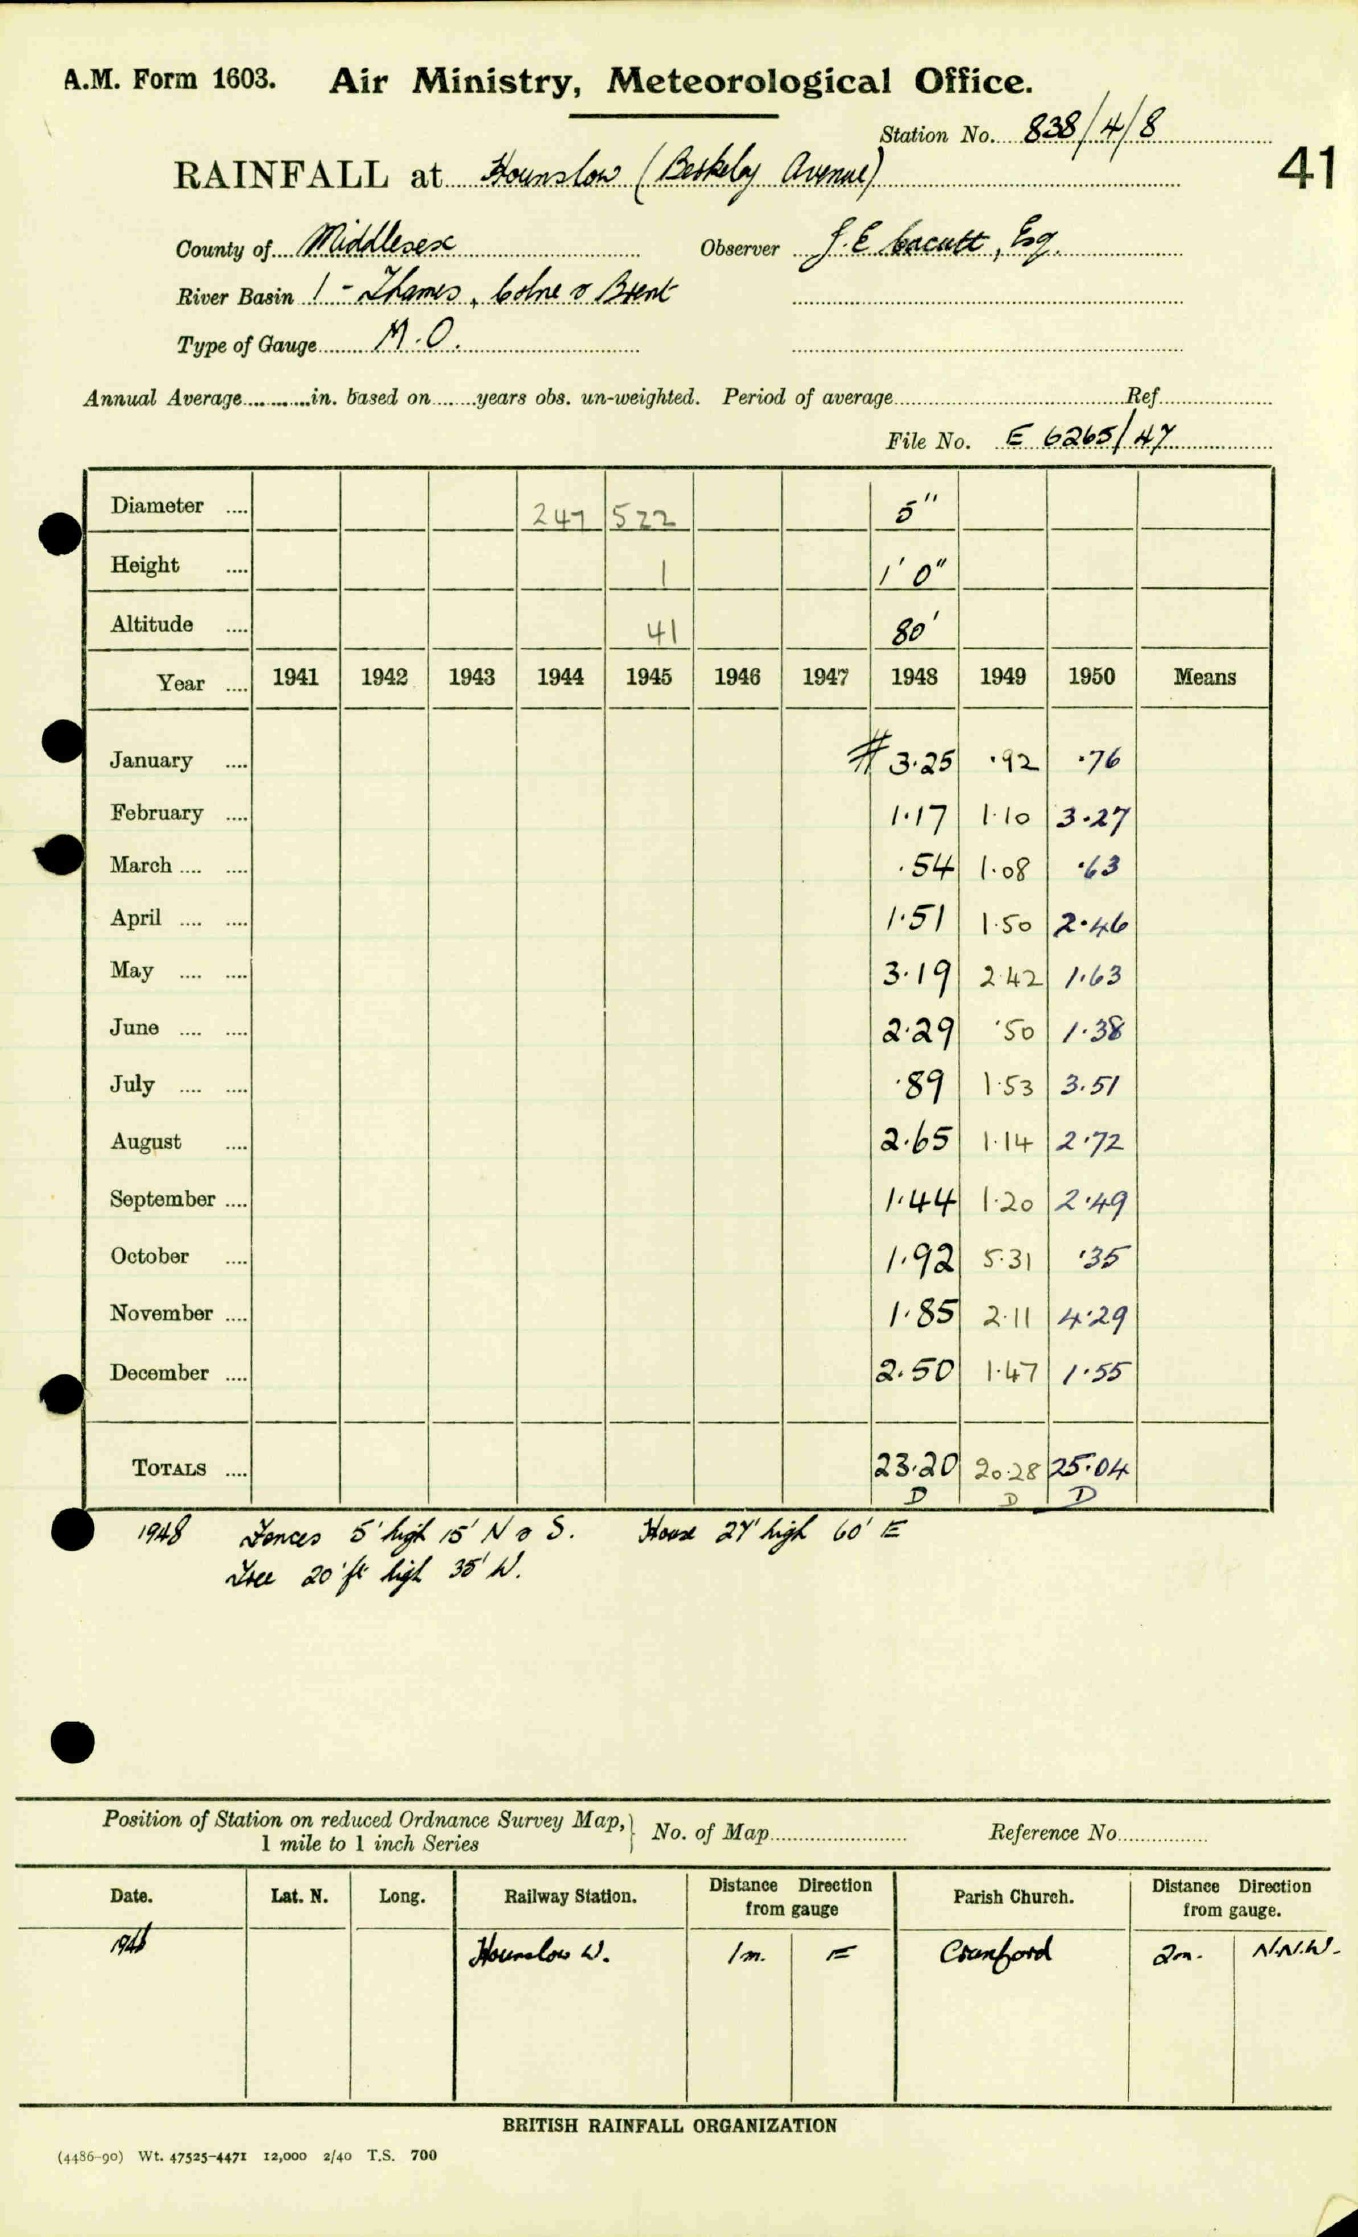 A.M. Form 1603. Air Ministry, Meteorological Office.
Station No. 838/4/8
41
RAINFALL at Hounslow (Berkeley Avenue)
County of Middlesex Observer J. E. Cacutt, Esq.
River Basin 1 - Thames, Colne & Brent
Type of Gauge M.O.
Annual Average in. based on years obs. un-weighted. Period of average Ref
File No. E 6265/47
Diameter .... 247 522 5"
Height .... 1 1' 0"
Altitude .... 41 80'
Year .... 1941 1942 1943 1944 1945 1946 1947 1948 1949 1950 Means
January .... # 3.25 .92 .76
February .... 1.17 1.10 3.27
March .... .... .54 1.08 .63
April .... .... 1.51 1.50 2.46
May .... .... 3.19 2.42 1.63
June .... .... 2.29 .50 1.38
July .... .... .89 1.53 3.51
August .... 2.65 1.14 2.72
September .... 1.44 1.20 2.49
October .... 1.92 5.31 .35
November .... 1.85 2.11 4.29
December .... 2.50 1.47 1.55
TOTALS .... 23.20 20.28 25.04
D D D
1948 Fences 5' high 15' N & S. House 27' high 60' E
Tree 20' ft high 35' W.
Position of Station on reduced Ordnance Survey Map,} No. of Map Reference No
1 mile to 1 inch Series
Date. Lat. N. Long. Railway Station. Distance Direction from gauge Parish Church. Distance Direction from gauge.
1948 Hounslow W. 1m. E Cranford 2m. N.N.W.
BRITISH RAINFALL ORGANIZATION
(4486-90) Wt. 47525-4471 12,000 2/40 T.S. 700